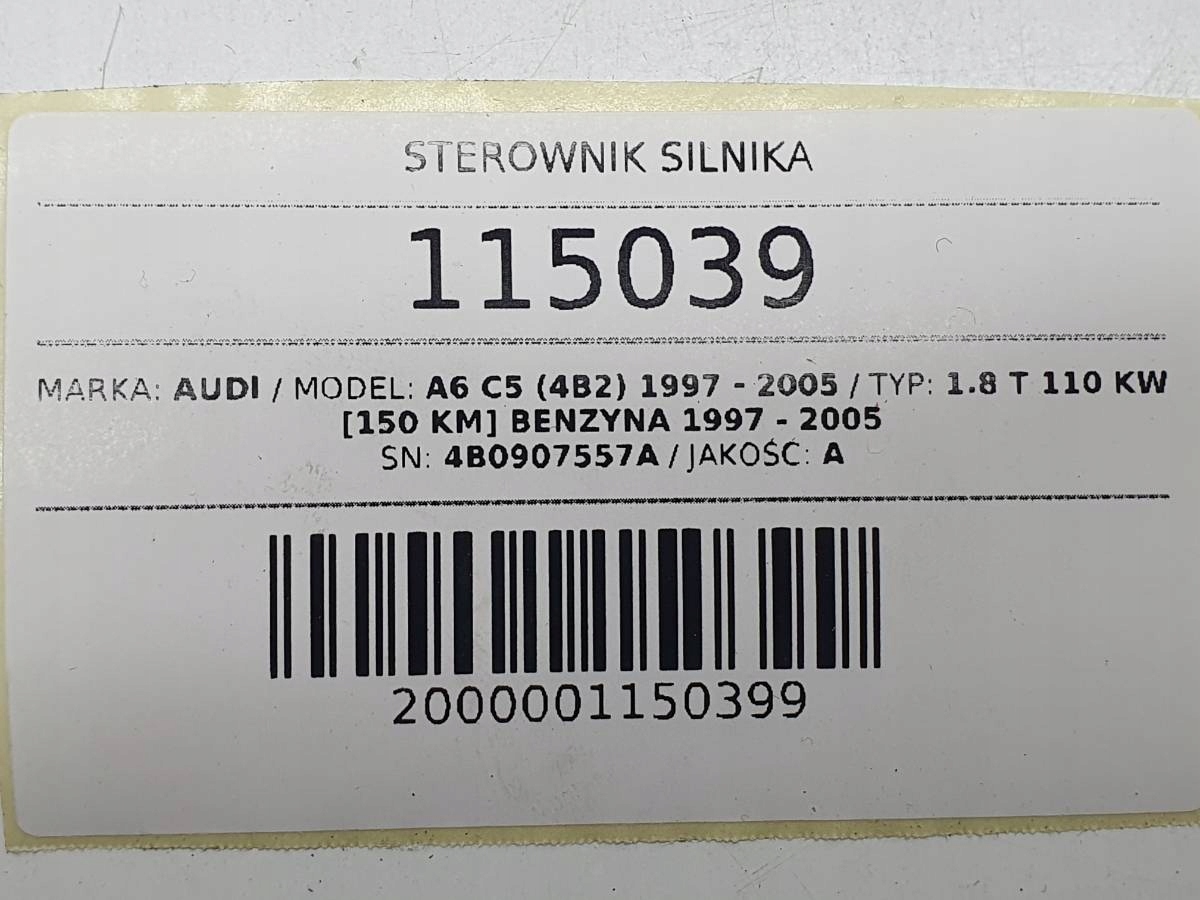 STEROWNIK SILNIKA
115039
MARKA: AUDI / MODEL: A6 C5 (4B2) 1997 - 2005 / TYP: 1.8 T 110 KW
[150 KM] BENZYNA 1997 - 2005
SN: 4B0907557A / JAKOŚĆ: A
2000001150399